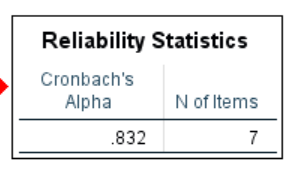 Reliability Statistics
Cronbach's
Alpha N of Items
.832 7